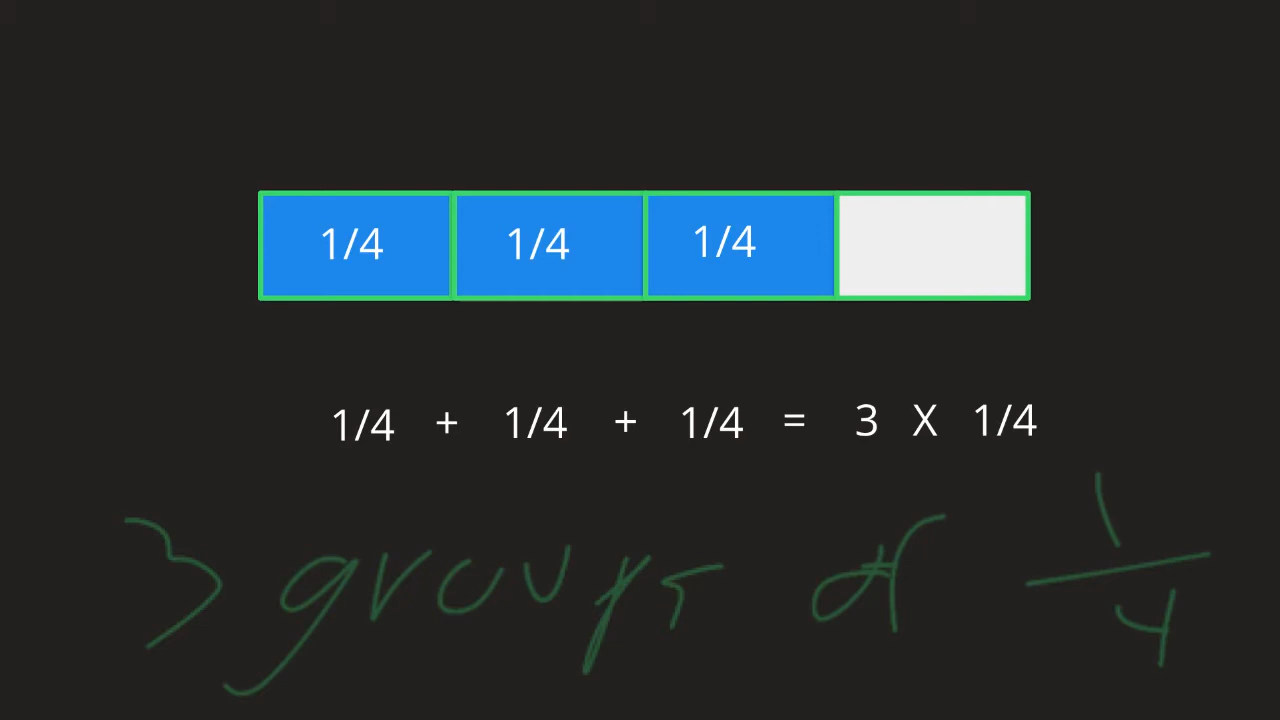 1/4 1/4 1/4
1/4 + 1/4 + 1/4 = 3 X 1/4
3 groups of 1/4